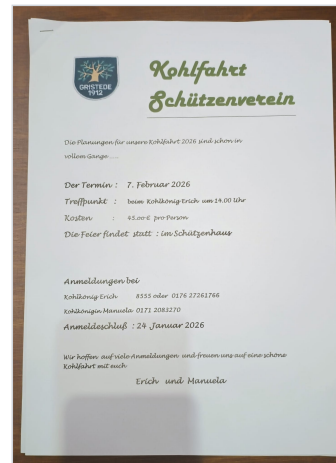 GRISTEDE
1912
Kohlfahrt
Schützenverein
Die Planungen für unsere Kohlfahrt 2026 sind schon in
vollem Gange .....
Der Termin : 7. Februar 2026
Treffpunkt : beim Kohlkönig Erich um 14.00 Uhr
Kosten : 45.00 € pro Person
Die Feier findet statt : im Schützenhaus
Anmeldungen bei
Kohlkönig Erich 8555 oder 0176 27261766
Kohlkönigin Manuela 0171 2083270
Anmeldeschluß : 24 Januar 2026
Wir hoffen auf viele Anmeldungen und freuen uns auf eine schöne
Kohlfahrt mit euch
Erich und Manuela